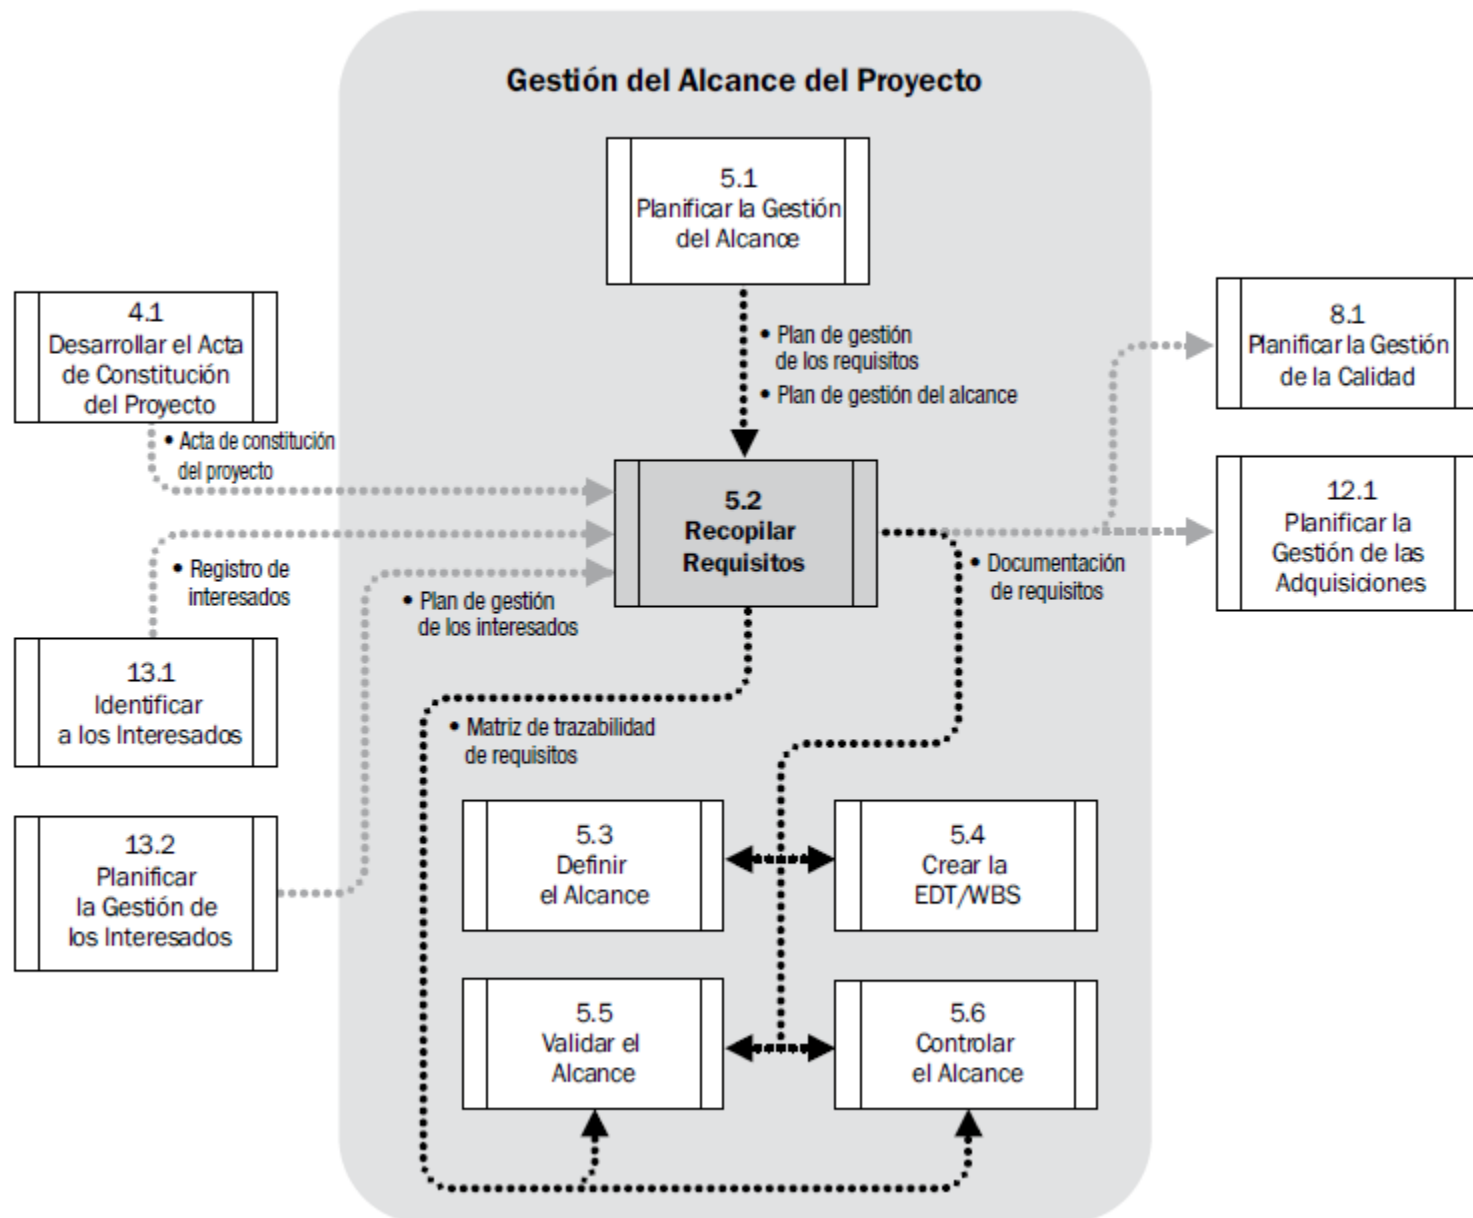 Gestión del Alcance del Proyecto
5.1
Planificar la Gestión
del Alcance
4.1
Desarrollar el Acta
de Constitución
del Proyecto
• Plan de gestión
de los requisitos
• Plan de gestión del alcance
8.1
Planificar la Gestión
de la Calidad
• Acta de constitución
del proyecto
5.2
Recopilar
Requisitos
12.1
Planificar la
Gestión de las
Adquisiciones
• Registro de
interesados
• Plan de gestión
de los interesados
• Documentación
de requisitos
13.1
Identificar
a los Interesados
• Matriz de trazabilidad
de requisitos
13.2
Planificar
la Gestión de
los Interesados
5.3
Definir
el Alcance
5.4
Crear la
EDT/WBS
5.5
Validar el
Alcance
5.6
Controlar
el Alcance